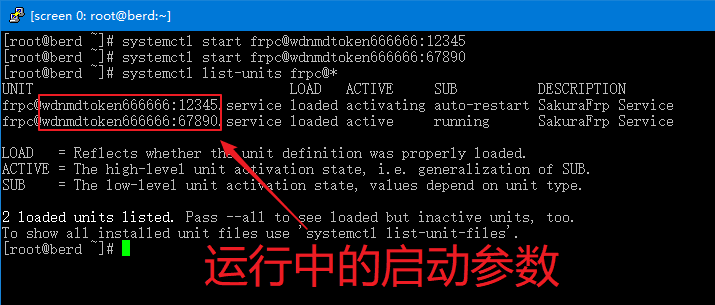 [screen 0: root@berd:~]
[root@berd ~]# systemctl start frpc@wdnmdtoken666666:12345
[root@berd ~]# systemctl start frpc@wdnmdtoken666666:67890
[root@berd ~]# systemctl list-units frpc@*
UNIT LOAD ACTIVE SUB DESCRIPTION
frpc@wdnmdtoken666666:12345.service loaded activating auto-restart SakuraFrp Service
frpc@wdnmdtoken666666:67890.service loaded active running SakuraFrp Service
LOAD = Reflects whether the unit definition was properly loaded.
ACTIVE = The high-level unit activation state, i.e. generalization of SUB.
SUB = The low-level unit activation state, values depend on unit type.
2 loaded units listed. Pass --all to see loaded but inactive units, too.
To show all installed unit files use 'systemctl list-unit-files'.
[root@berd ~]#
运行中的启动参数